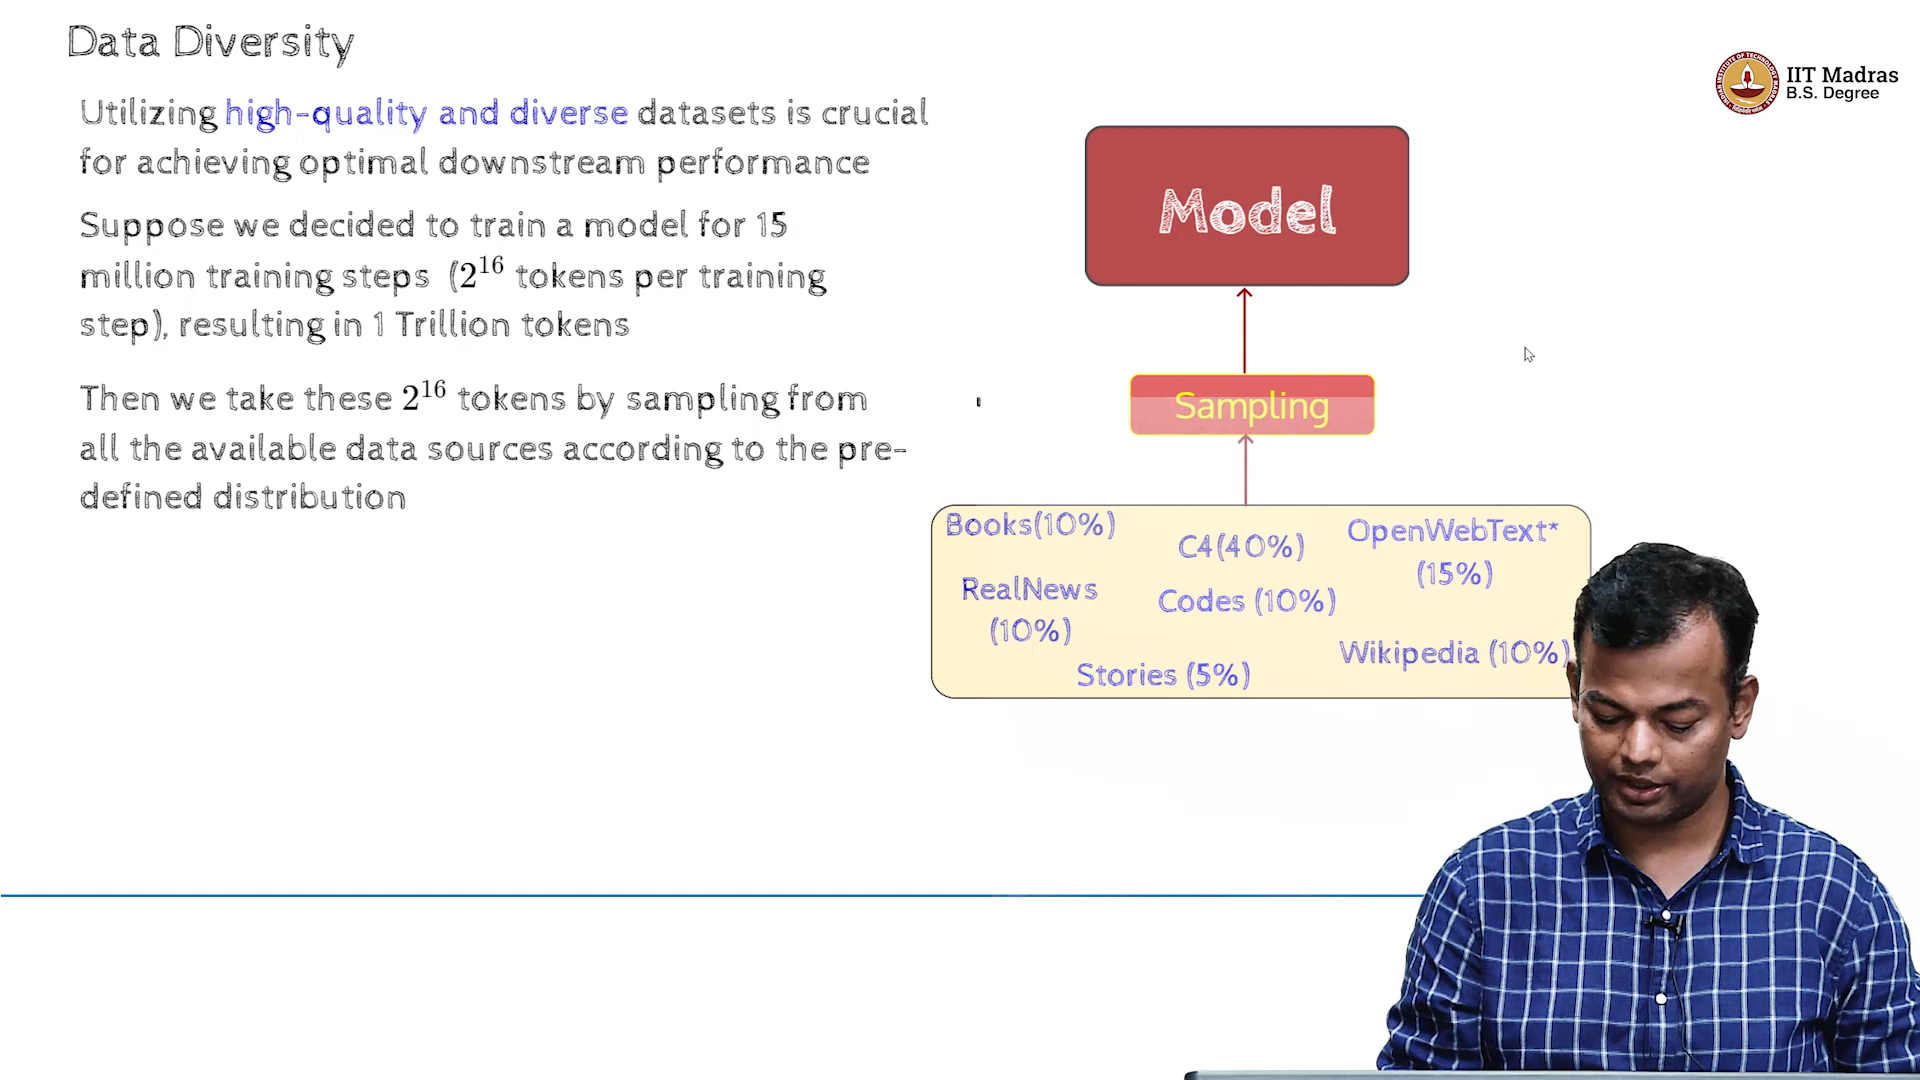 Data Diversity
Utilizing high-quality and diverse datasets is crucial
for achieving optimal downstream performance
Suppose we decided to train a model for 15
million training steps (2^16 tokens per training
step), resulting in 1 Trillion tokens
Then we take these 2^16 tokens by sampling from
all the available data sources according to the pre-
defined distribution
IIT Madras
B.S. Degree
Model
Sampling
Books(10%)
C4(40%)
OpenWebText*
(15%)
RealNews
(10%)
Codes (10%)
Wikipedia (10%)
Stories (5%)